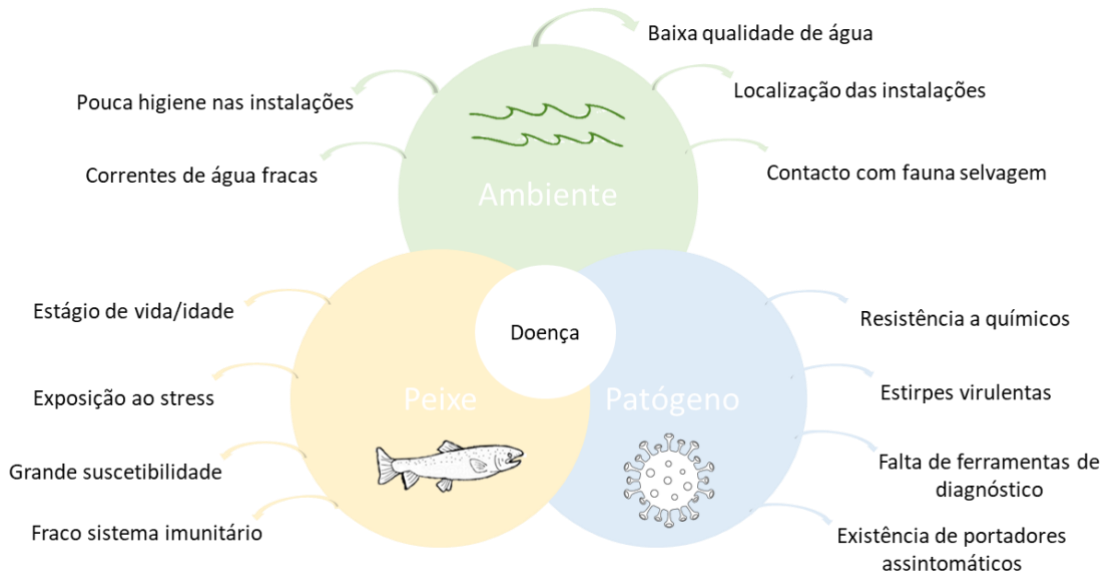 Baixa qualidade de água
Pouca higiene nas instalações
Localização das instalações
Correntes de água fracas
Contacto com fauna selvagem
Ambiente
Estágio de vida/idade
Exposição ao stress
Grande suscetibilidade
Fraco sistema imunitário
Doença
Peixe
Patógeno
Resistência a químicos
Estirpes virulentas
Falta de ferramentas de
diagnóstico
Existência de portadores
assintomáticos